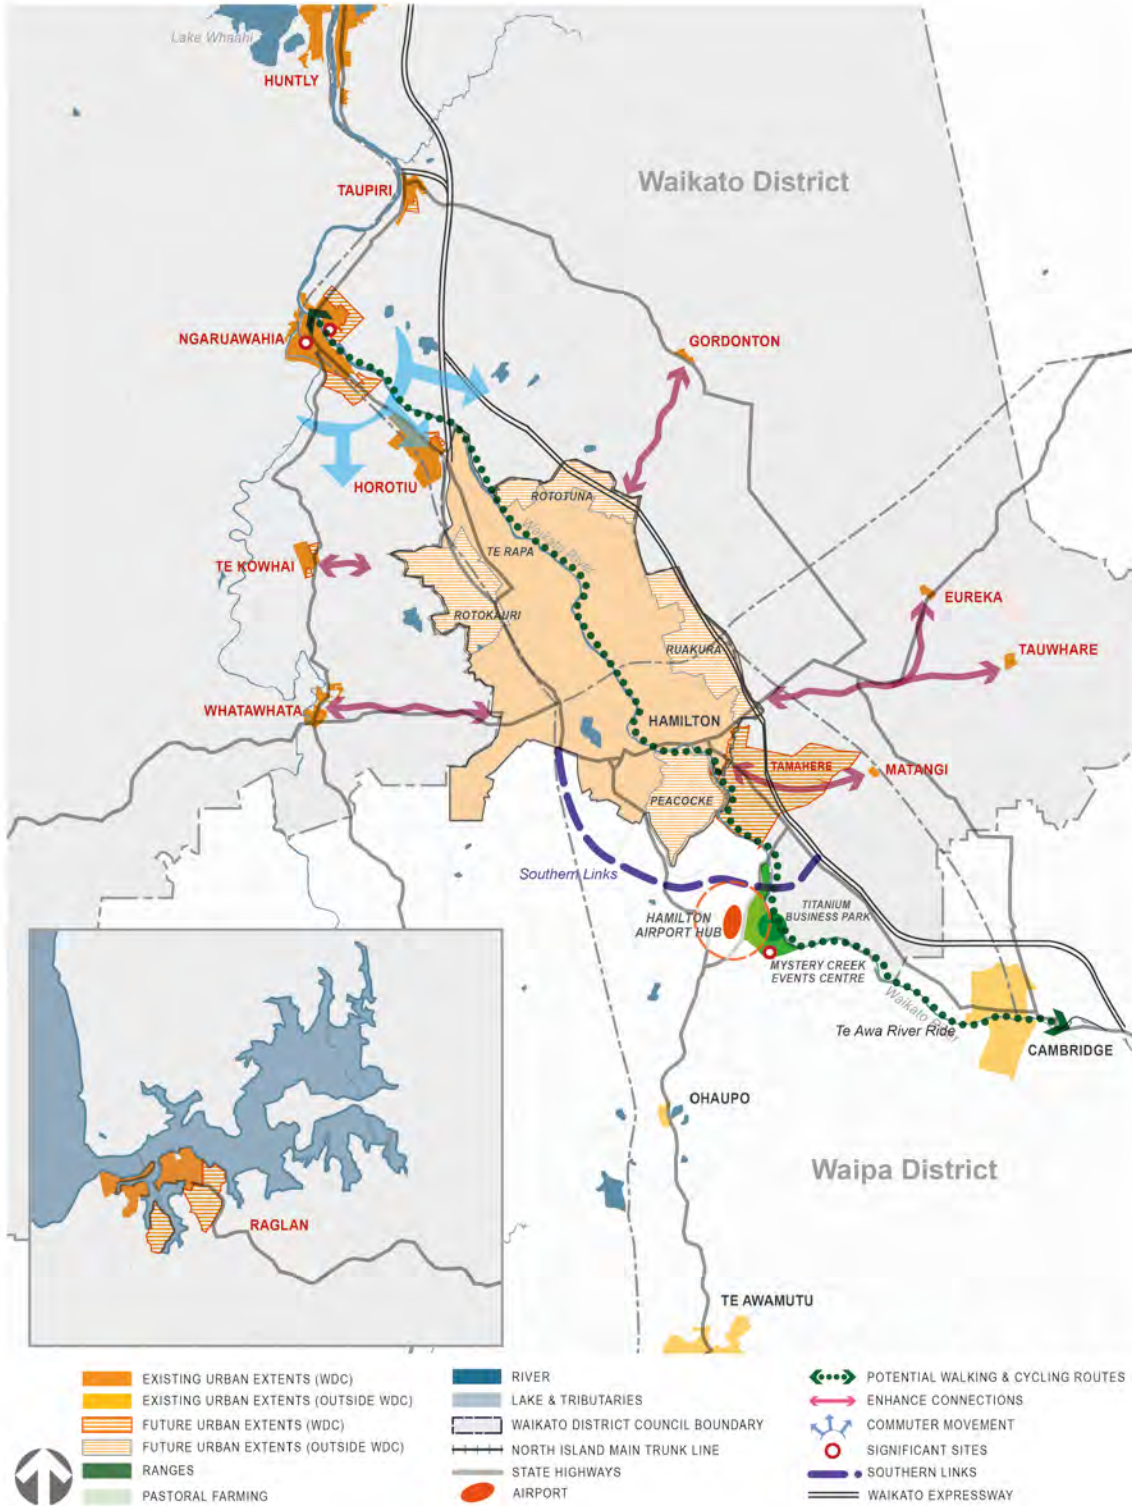 Lake Whaahi
HUNTLY
Waikato District
TAUPIRI
NGARUAWAHIA
GORDONTON
HOROTIU
ROTOTUNA
Waikato River
TE RAPA
TE KOWHAI
EUREKA
ROTOKAURI
RUAKURA
TAUWHARE
WHATAWHATA
HAMILTON
TAMAHERE
MATANGI
PEACOCKE
Southern Links
TITANIUM
BUSINESS PARK
HAMILTON
AIRPORT HUB
MYSTERY CREEK
EVENTS CENTRE
Waikato River
Te Awa River Ride
CAMBRIDGE
OHAUPO
Waipa District
RAGLAN
TE AWAMUTU
EXISTING URBAN EXTENTS (WDC)
EXISTING URBAN EXTENTS (OUTSIDE WDC)
FUTURE URBAN EXTENTS (WDC)
FUTURE URBAN EXTENTS (OUTSIDE WDC)
RANGES
PASTORAL FARMING
RIVER
LAKE & TRIBUTARIES
WAIKATO DISTRICT COUNCIL BOUNDARY
NORTH ISLAND MAIN TRUNK LINE
STATE HIGHWAYS
AIRPORT
POTENTIAL WALKING & CYCLING ROUTES
ENHANCE CONNECTIONS
COMMUTER MOVEMENT
SIGNIFICANT SITES
SOUTHERN LINKS
WAIKATO EXPRESSWAY